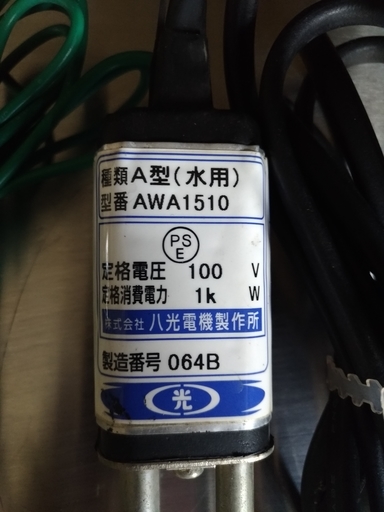 種類 A型(水用)
型番 AWA1510
PS
E
定格電圧 100 V
定格消費電力 1k W
株式会社 八光電機製作所
製造番号 064B
光